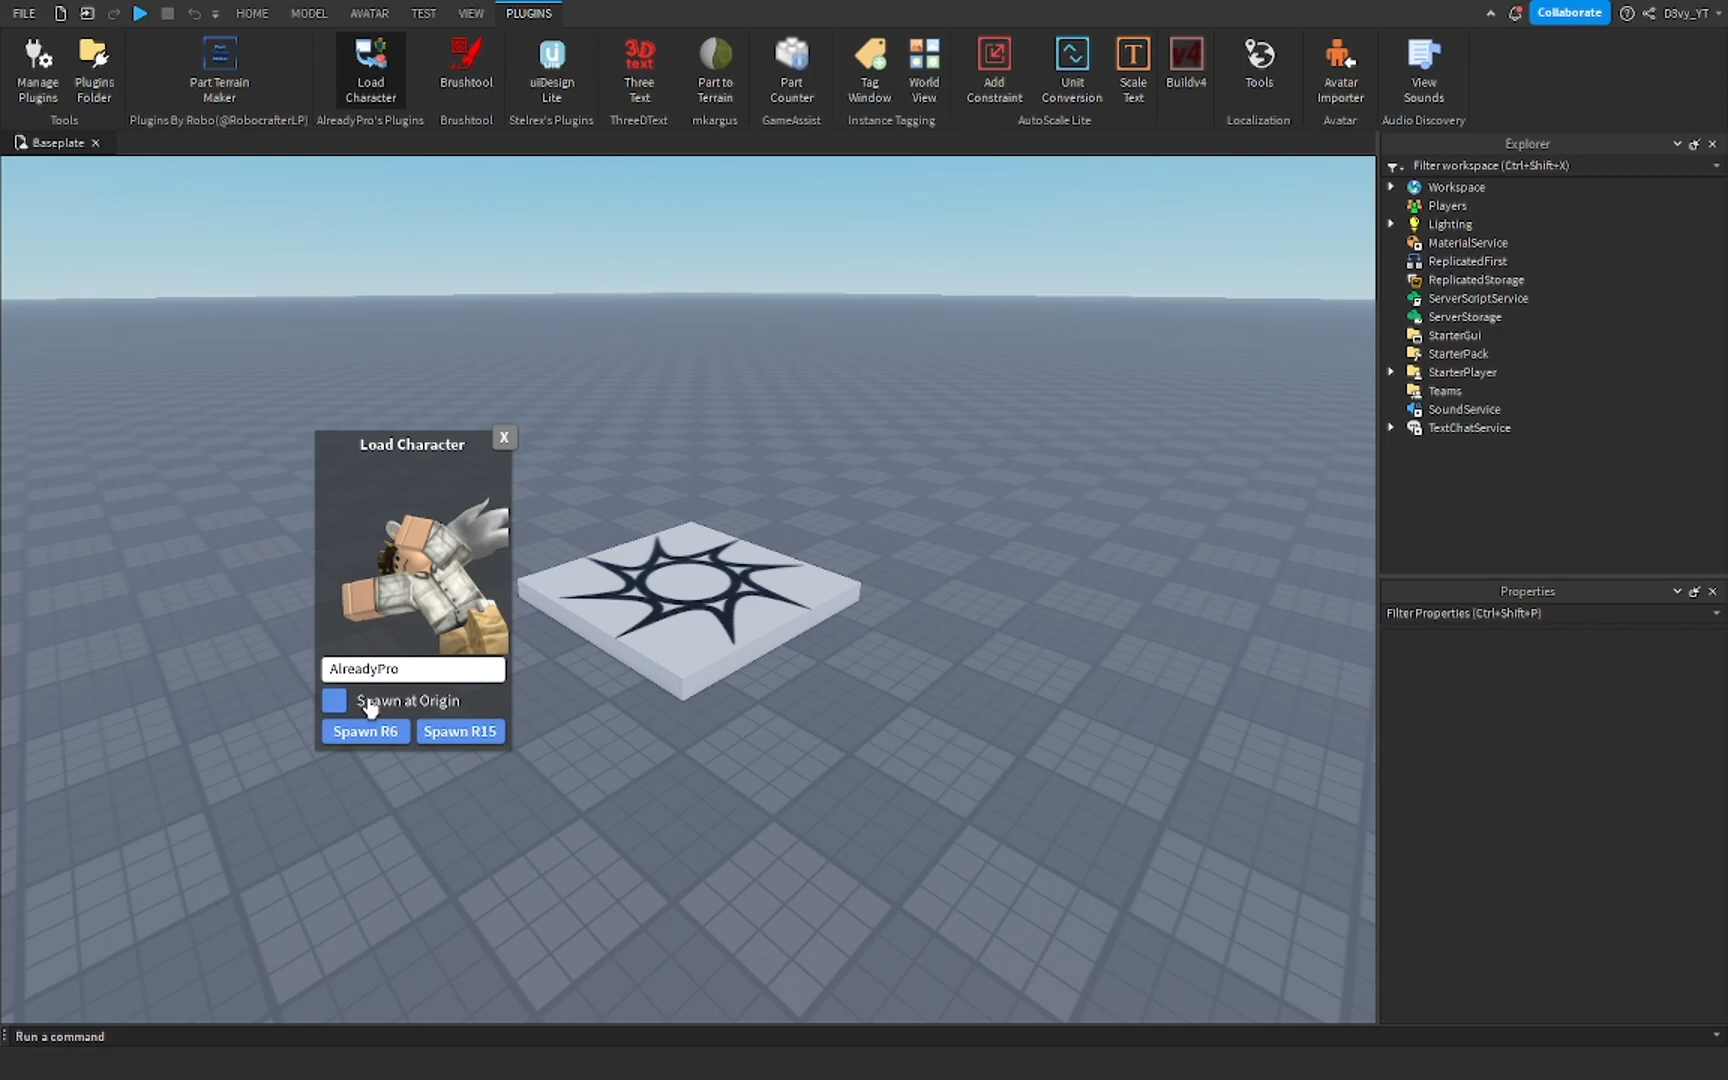 FILE HOME MODEL AVATAR TEST VIEW PLUGINS Collaborate D3vy_YT
Manage Plugins
Plugins Folder
Tools
Part Terrain Maker
Plugins By Robo(@RobocrafterLP)
Load Character
AlreadyPro's Plugins
Brushtool
Brushtool
ui
LITE
uiDesign Lite
Stelrex's Plugins
3D
text
Three Text
ThreeDText
Part to Terrain
mkargus
Part Counter
GameAssist
Tag Window
World View
Instance Tagging
Add Constraint
Unit Conversion
T
Scale Text
AutoScale Lite
v4
Buildv4
Tools
Localization
Avatar Importer
Avatar
View Sounds
Audio Discovery
Baseplate
Load Character
X
AlreadyPro
Spawn at Origin
Spawn R6
Spawn R15
Explorer
Filter workspace (Ctrl+Shift+X)
Workspace
Players
Lighting
MaterialService
ReplicatedFirst
ReplicatedStorage
ServerScriptService
ServerStorage
StarterGui
StarterPack
StarterPlayer
Teams
SoundService
TextChatService
Properties
Filter Properties (Ctrl+Shift+P)
Run a command